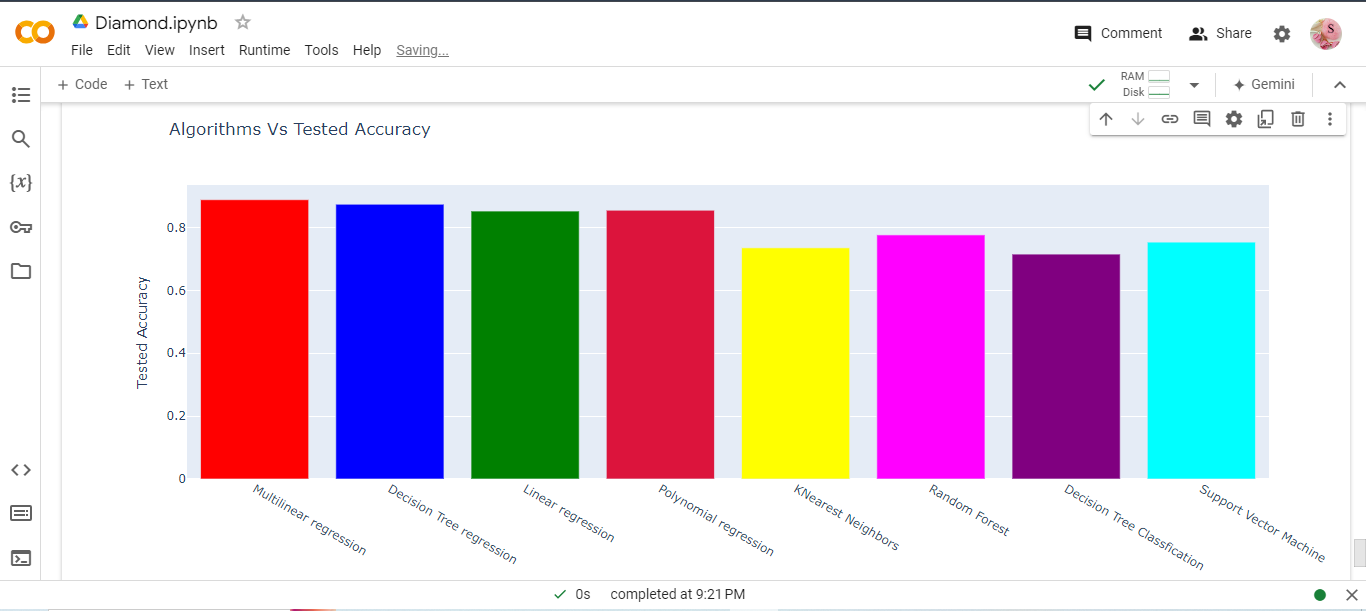 Diamond.ipynb
File Edit View Insert Runtime Tools Help Saving...
Comment Share S
+ Code + Text
RAM
Disk
Gemini
Algorithms Vs Tested Accuracy
{x}
Tested Accuracy
0.8
0.6
0.4
0.2
0
Multilinear regression
Decision Tree regression
Linear regression
Polynomial regression
KNearest Neighbors
Random Forest
Decision Tree Classfication
Support Vector Machine
0s completed at 9:21 PM